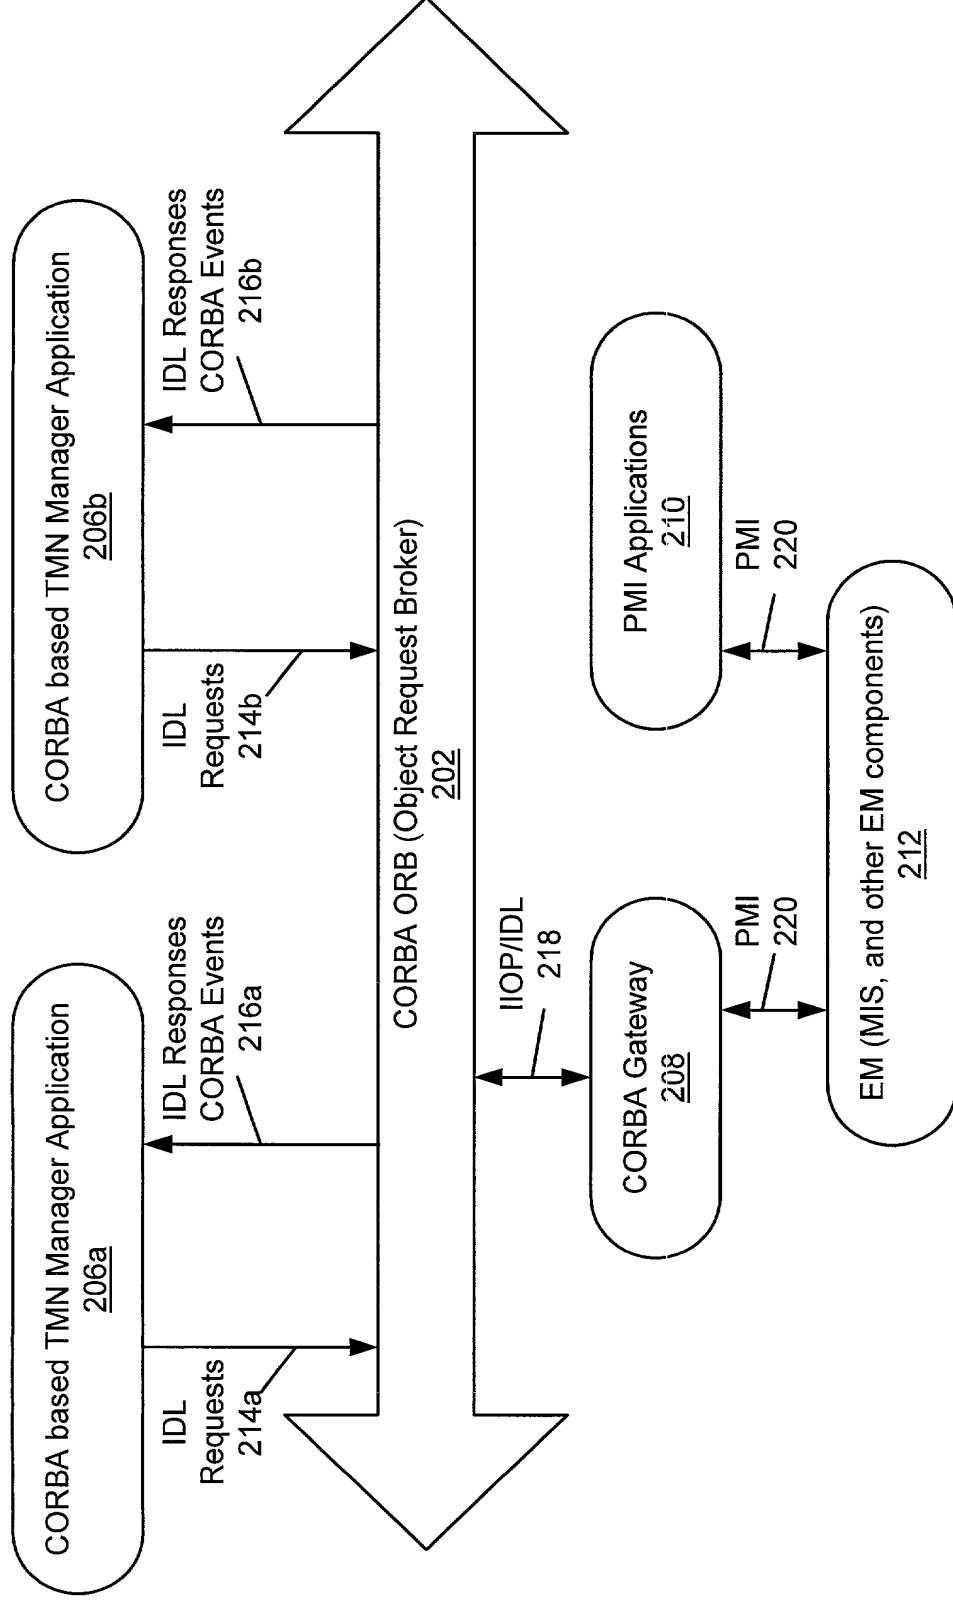 CORBA based TMN Manager Application
206a
CORBA based TMN Manager Application
206b
IDL
Requests
214a
IDL Responses
CORBA Events
216a
IDL
Requests
214b
IDL Responses
CORBA Events
216b
CORBA ORB (Object Request Broker)
202
IIOP/IDL
218
CORBA Gateway
208
PMI Applications
210
PMI
220
PMI
220
EM (MIS, and other EM components)
212